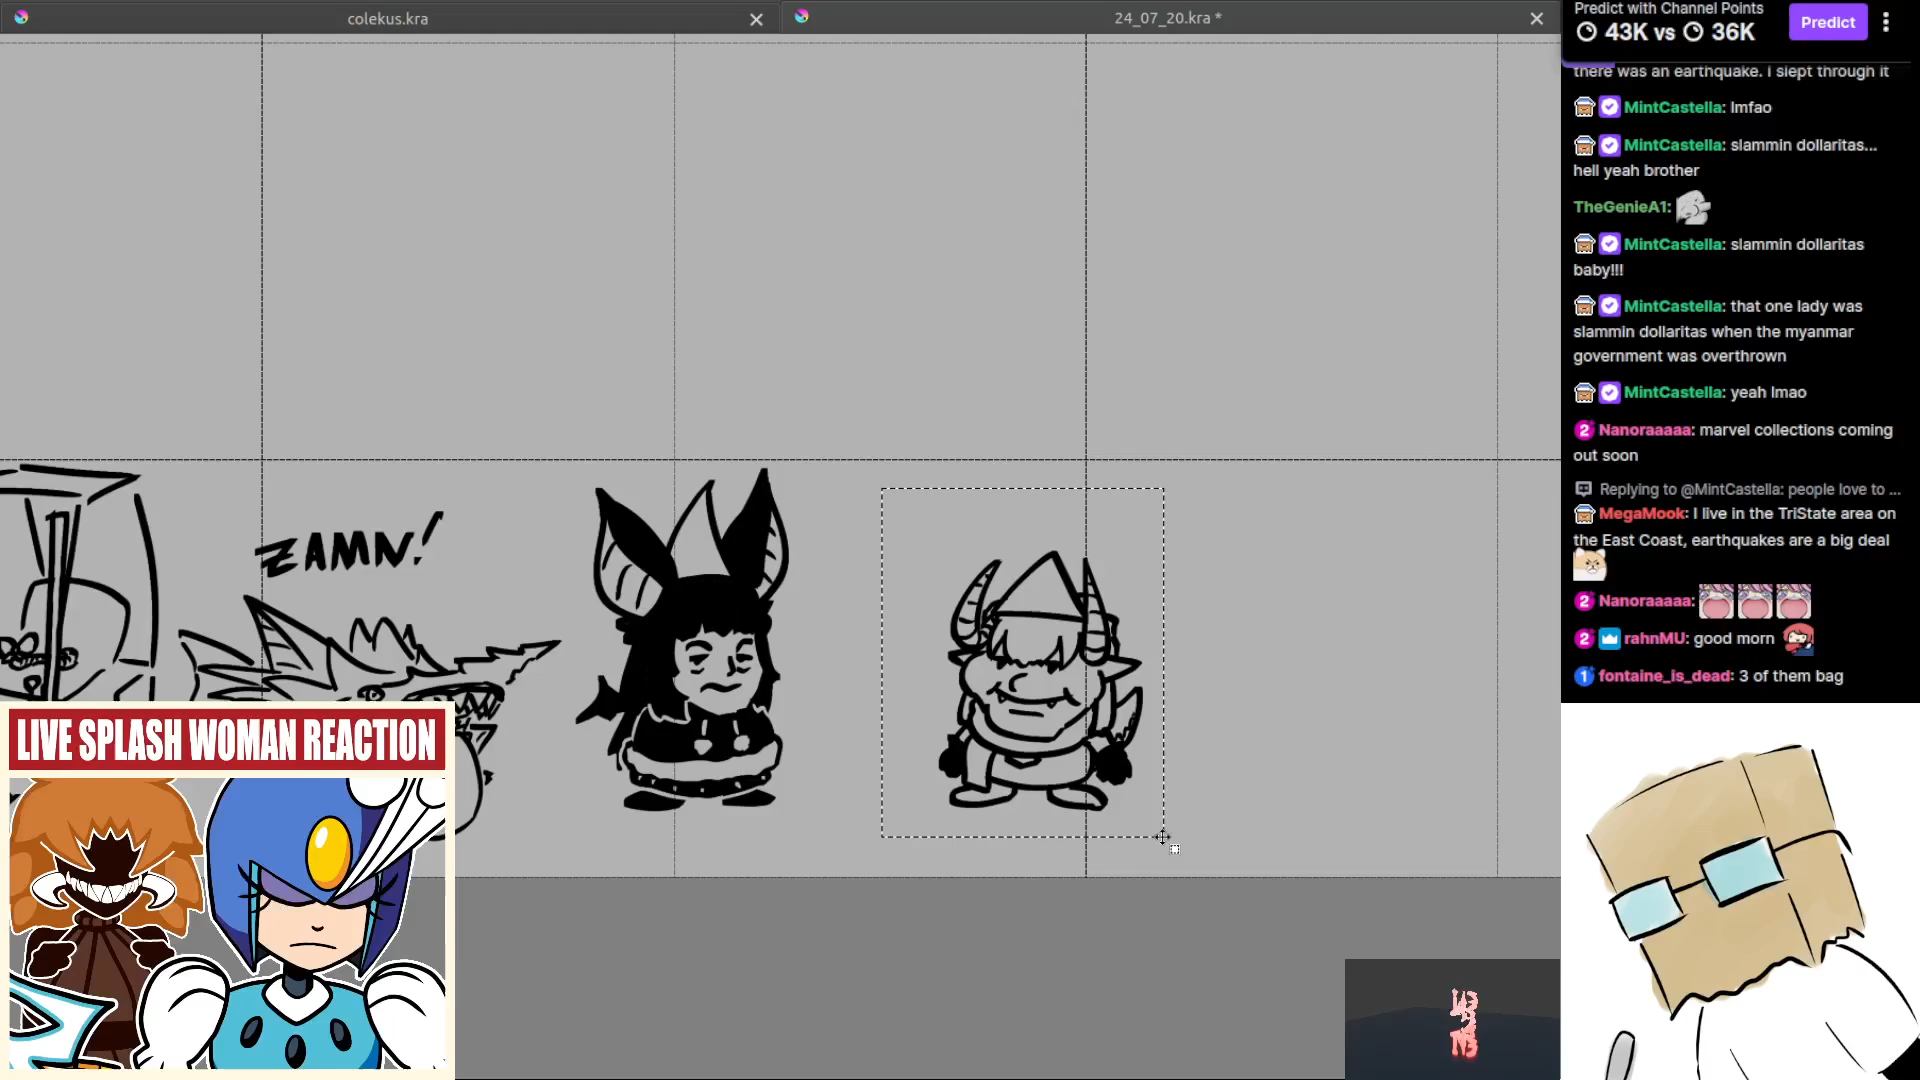 colekus.kra
24_07_20.kra *
Predict with Channel Points
43K vs 36K
Predict
there was an earthquake. I slept through it
MintCastella: lmfao
MintCastella: slammin dollaritas...
hell yeah brother
TheGenieA1:
MintCastella: slammin dollaritas
baby!!!
MintCastella: that one lady was
slammin dollaritas when the myanmar
government was overthrown
MintCastella: yeah lmao
2 Nanoraaaaa: marvel collections coming
out soon
Replying to @MintCastella: people love to ...
MegaMook: I live in the TriState area on
the East Coast, earthquakes are a big deal
2 Nanoraaaaa:
2 rahnMU: good morn
1 fontaine_is_dead: 3 of them bag
ZAMN!
LIVE SPLASH WOMAN REACTION